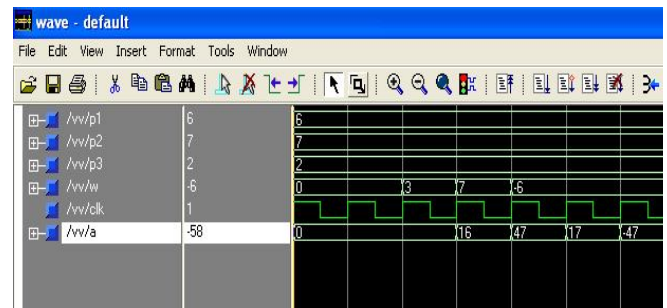 wave - default
File Edit View Insert Format Tools Window
/vv/p1 6 6
/vv/p2 7 7
/vv/p3 2 2
/vv/w -6 0 3 7 -6
/vv/clk 1
/vv/a -58 0 16 47 17 -47